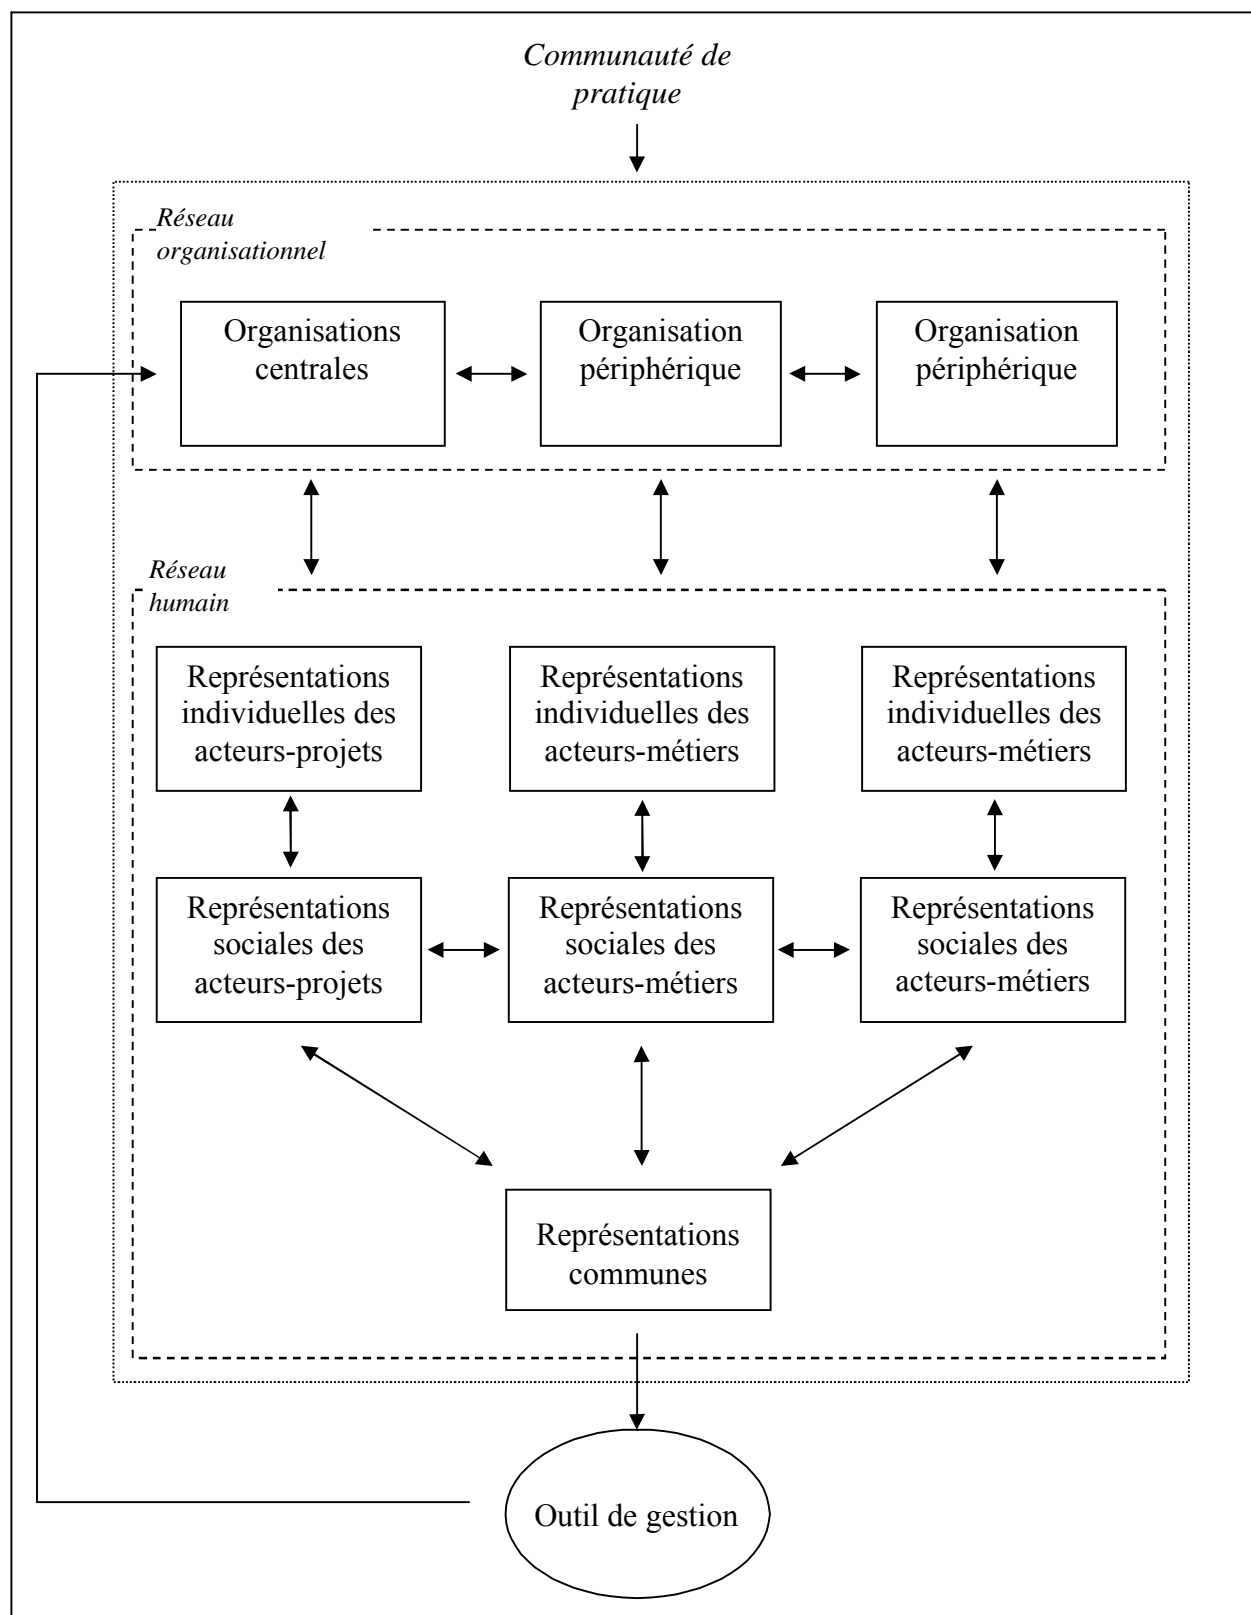 Communauté de
pratique
Réseau
organisationnel
Organisations
centrales
Organisation
périphérique
Organisation
périphérique
Réseau
humain
Représentations
individuelles des
acteurs-projets
Représentations
individuelles des
acteurs-métiers
Représentations
individuelles des
acteurs-métiers
Représentations
sociales des
acteurs-projets
Représentations
sociales des
acteurs-métiers
Représentations
sociales des
acteurs-métiers
Représentations
communes
Outil de gestion